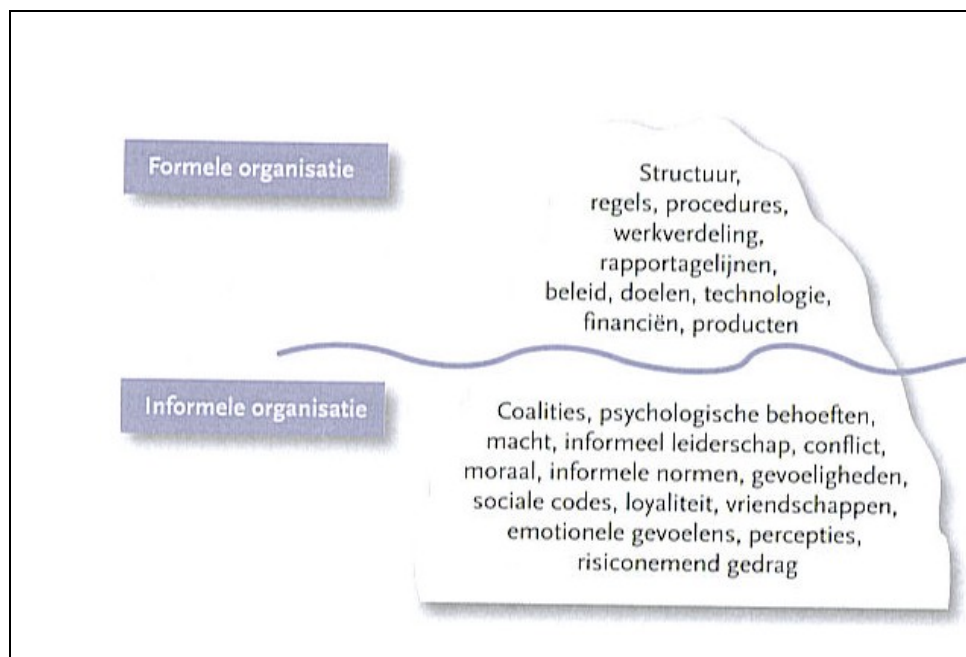 Formele organisatie
Structuur,
regels, procedures,
werkverdeling,
rapportagelijnen,
beleid, doelen, technologie,
financiën, producten
Informele organisatie
Coalities, psychologische behoeften,
macht, informeel leiderschap, conflict,
moraal, informele normen, gevoeligheden,
sociale codes, loyaliteit, vriendschappen,
emotionele gevoelens, percepties,
risiconemend gedrag